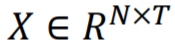 X ∈ R^{N×T}